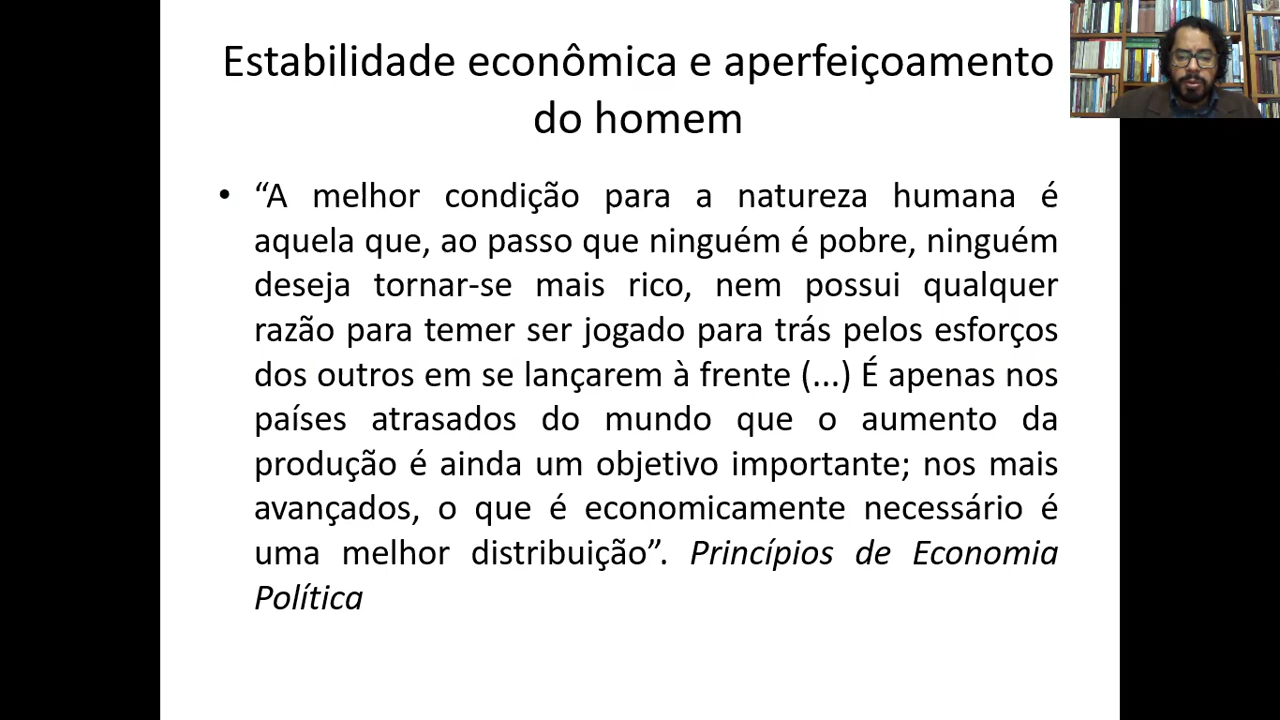 Estabilidade econômica e aperfeiçoamento
do homem
• “A melhor condição para a natureza humana é
aquela que, ao passo que ninguém é pobre, ninguém
deseja tornar-se mais rico, nem possui qualquer
razão para temer ser jogado para trás pelos esforços
dos outros em se lançarem à frente (...) É apenas nos
países atrasados do mundo que o aumento da
produção é ainda um objetivo importante; nos mais
avançados, o que é economicamente necessário é
uma melhor distribuição”. Princípios de Economia
Política